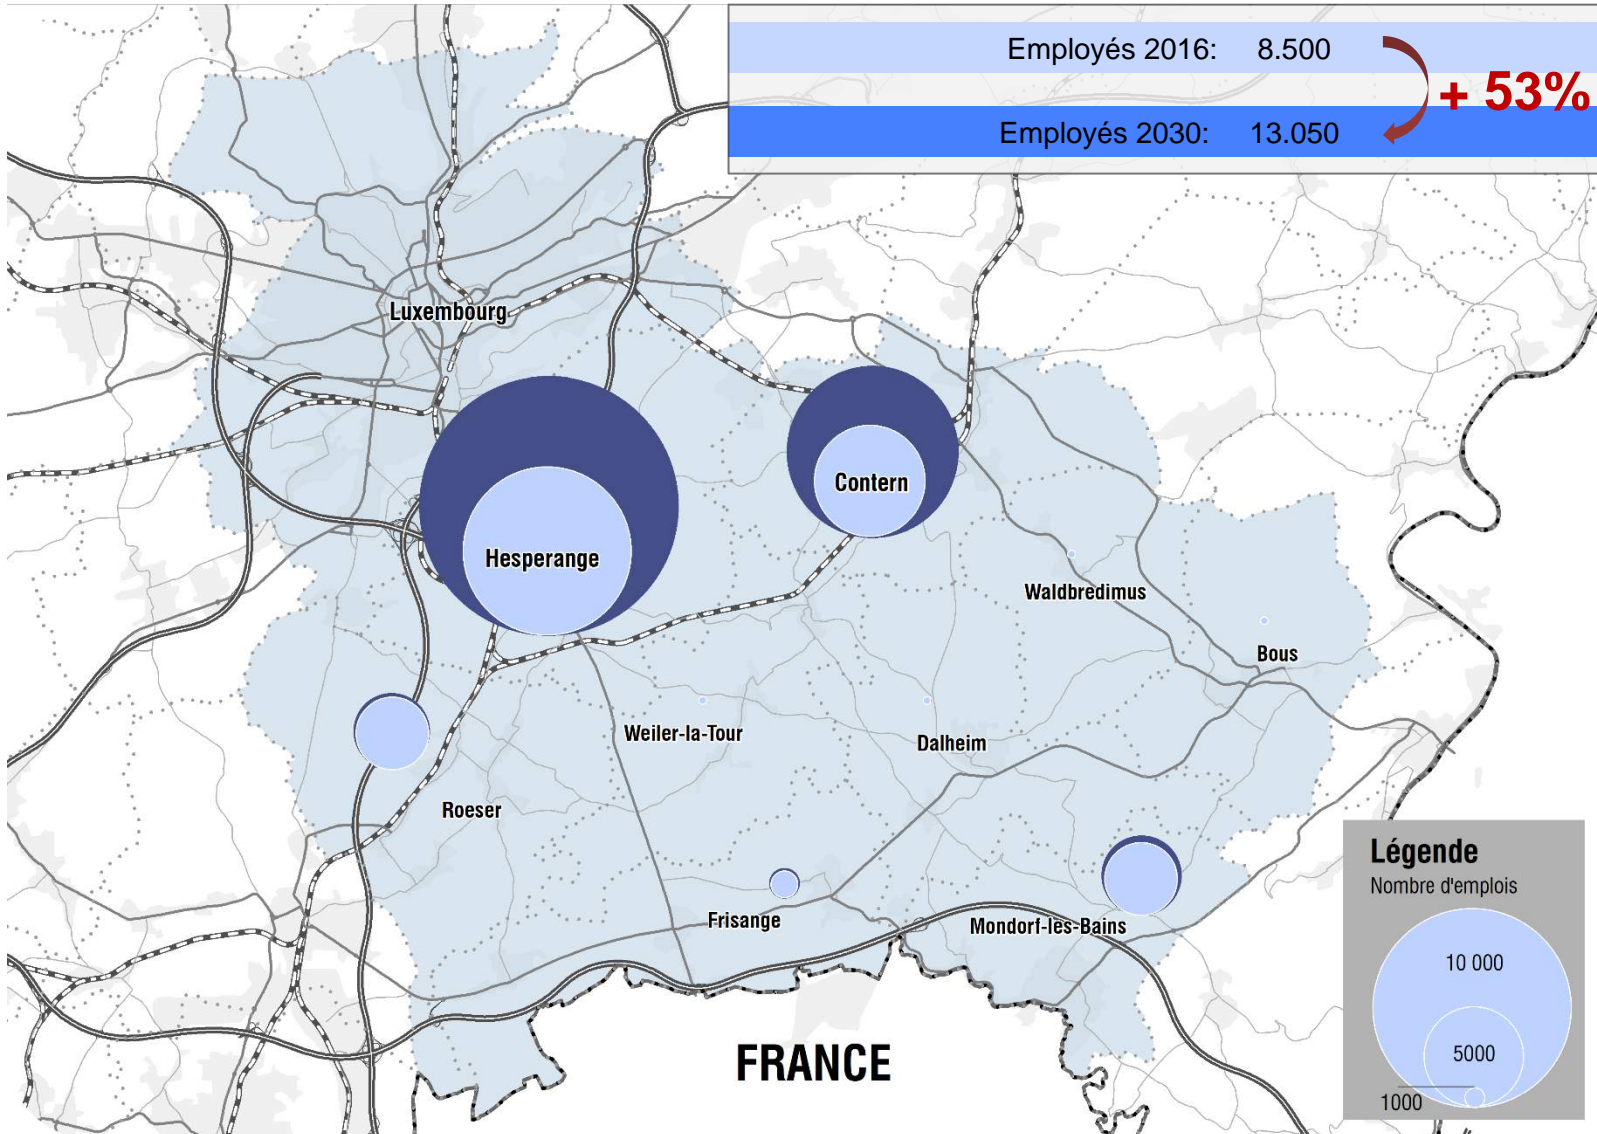 Employés 2016: 8.500
+ 53%
Employés 2030: 13.050
Luxembourg
Contern
Hesperange
Waldbredimus
Bous
Weiler-la-Tour
Dalheim
Roeser
Frisange
Mondorf-les-Bains
FRANCE
Légende
Nombre d'emplois
10 000
5000
1000